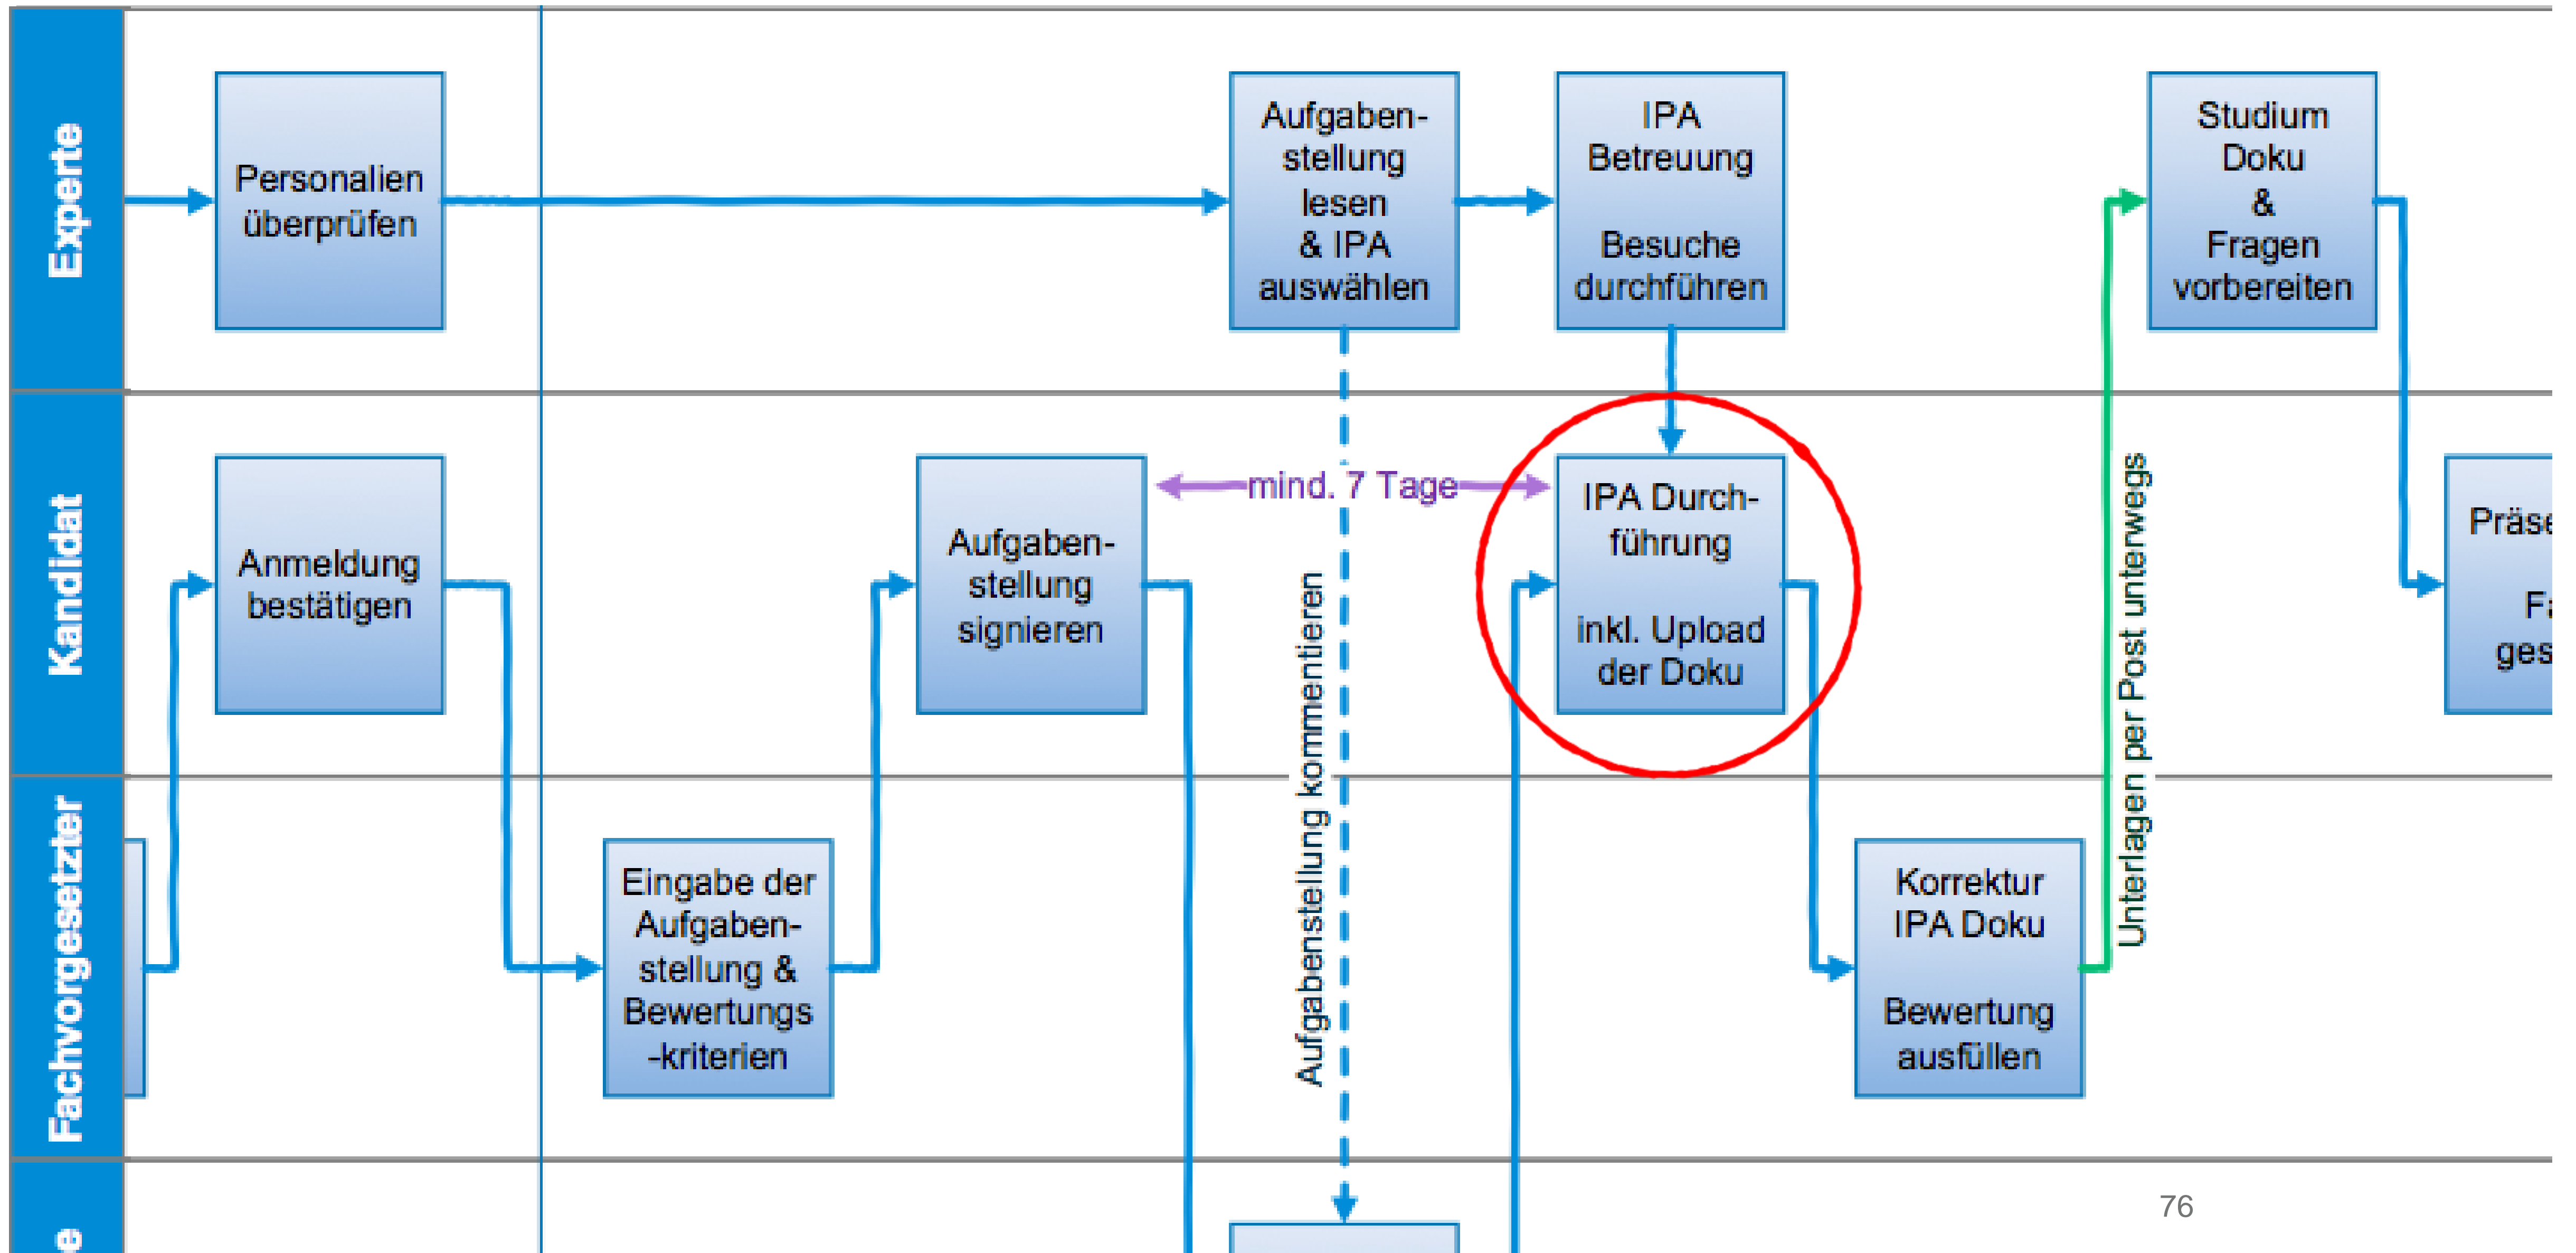 Experte
Personalien
überprüfen
Aufgaben-
stellung
lesen
& IPA
auswählen
IPA
Betreuung
Besuche
durchführen
Studium
Doku
&
Fragen
vorbereiten
Kandidat
Anmeldung
bestätigen
Aufgaben-
stellung
signieren
mind. 7 Tage
IPA Durch-
führung
inkl. Upload
der Doku
Unterlagen per Post unterwegs
Aufgabenstellung kommentieren
Fachvorgesetzter
Eingabe der
Aufgaben-
stellung &
Bewertungs
-kriterien
Korrektur
IPA Doku
Bewertung
ausfüllen
76